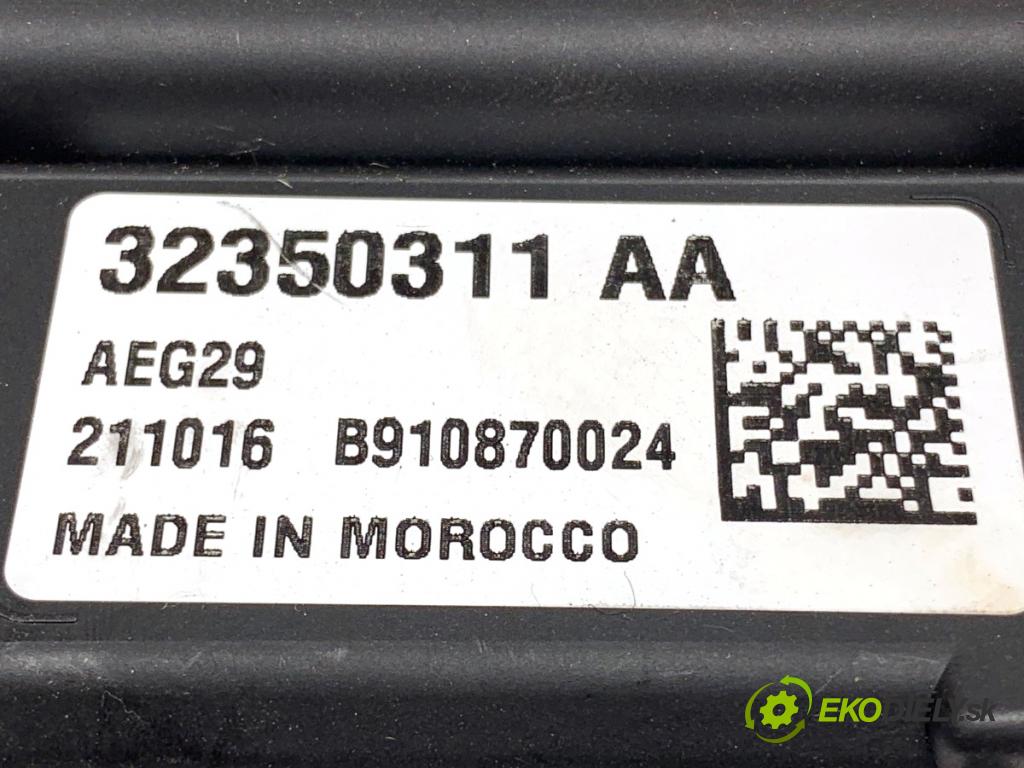 32350311 AA
AEG29
211016 B910870024
MADE IN MOROCCO
EKODIELY.sk